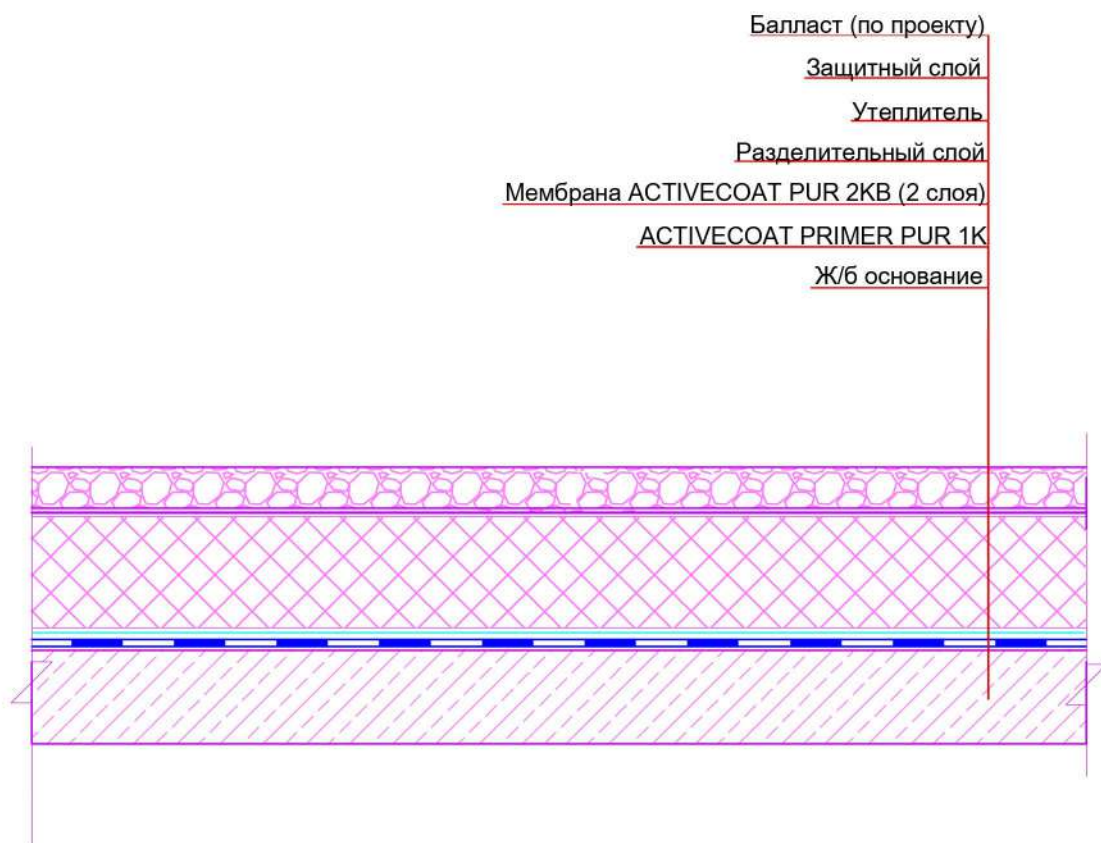 Балласт (по проекту)
Защитный слой
Утеплитель
Разделительный слой
Мембрана ACTIVECOAT PUR 2KB (2 слоя)
ACTIVECOAT PRIMER PUR 1K
Ж/б основание